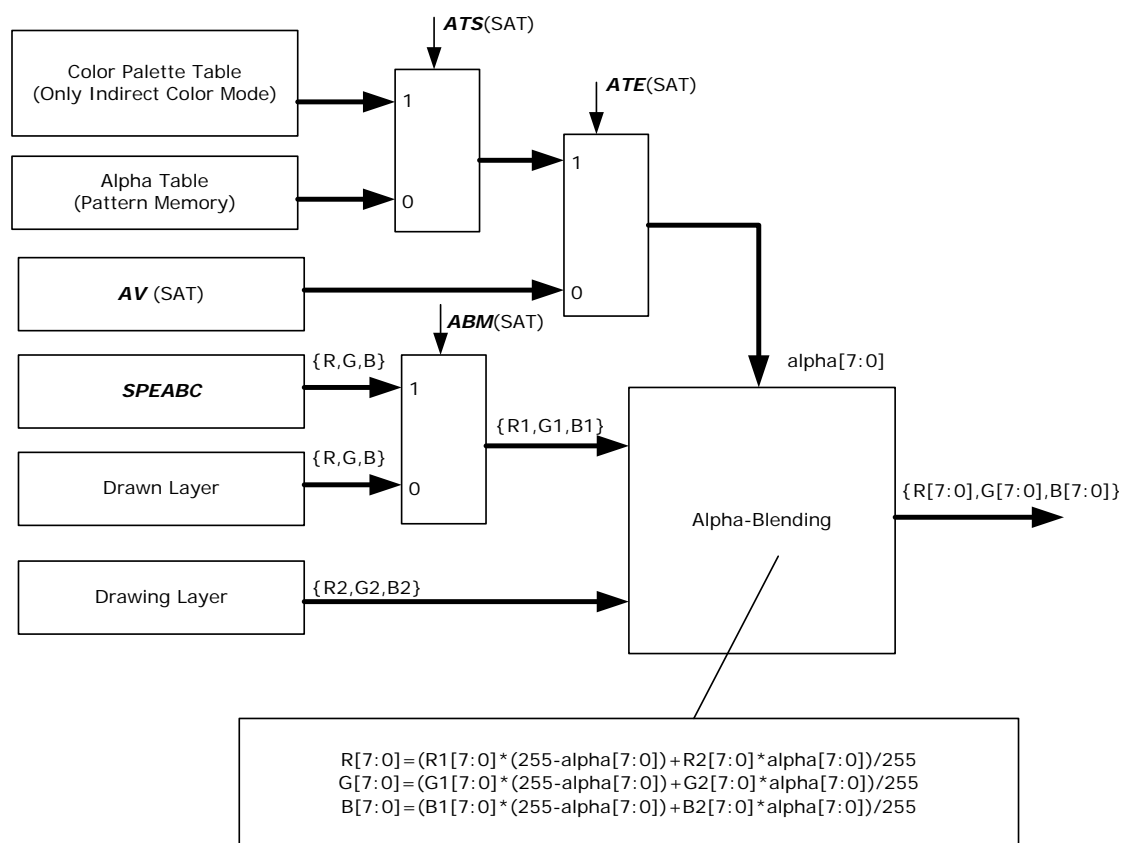 ATS(SAT)
Color Palette Table
(Only Indirect Color Mode)
1
ATE(SAT)
1
Alpha Table
(Pattern Memory)
0
AV (SAT)
0
ABM(SAT)
{R,G,B}
SPEABC
1
alpha[7:0]
{R1,G1,B1}
{R,G,B}
Drawn Layer
0
Alpha-Blending
{R[7:0],G[7:0],B[7:0]}
Drawing Layer
{R2,G2,B2}
R[7:0]=(R1[7:0]*(255-alpha[7:0])+R2[7:0]*alpha[7:0])/255
G[7:0]=(G1[7:0]*(255-alpha[7:0])+G2[7:0]*alpha[7:0])/255
B[7:0]=(B1[7:0]*(255-alpha[7:0])+B2[7:0]*alpha[7:0])/255